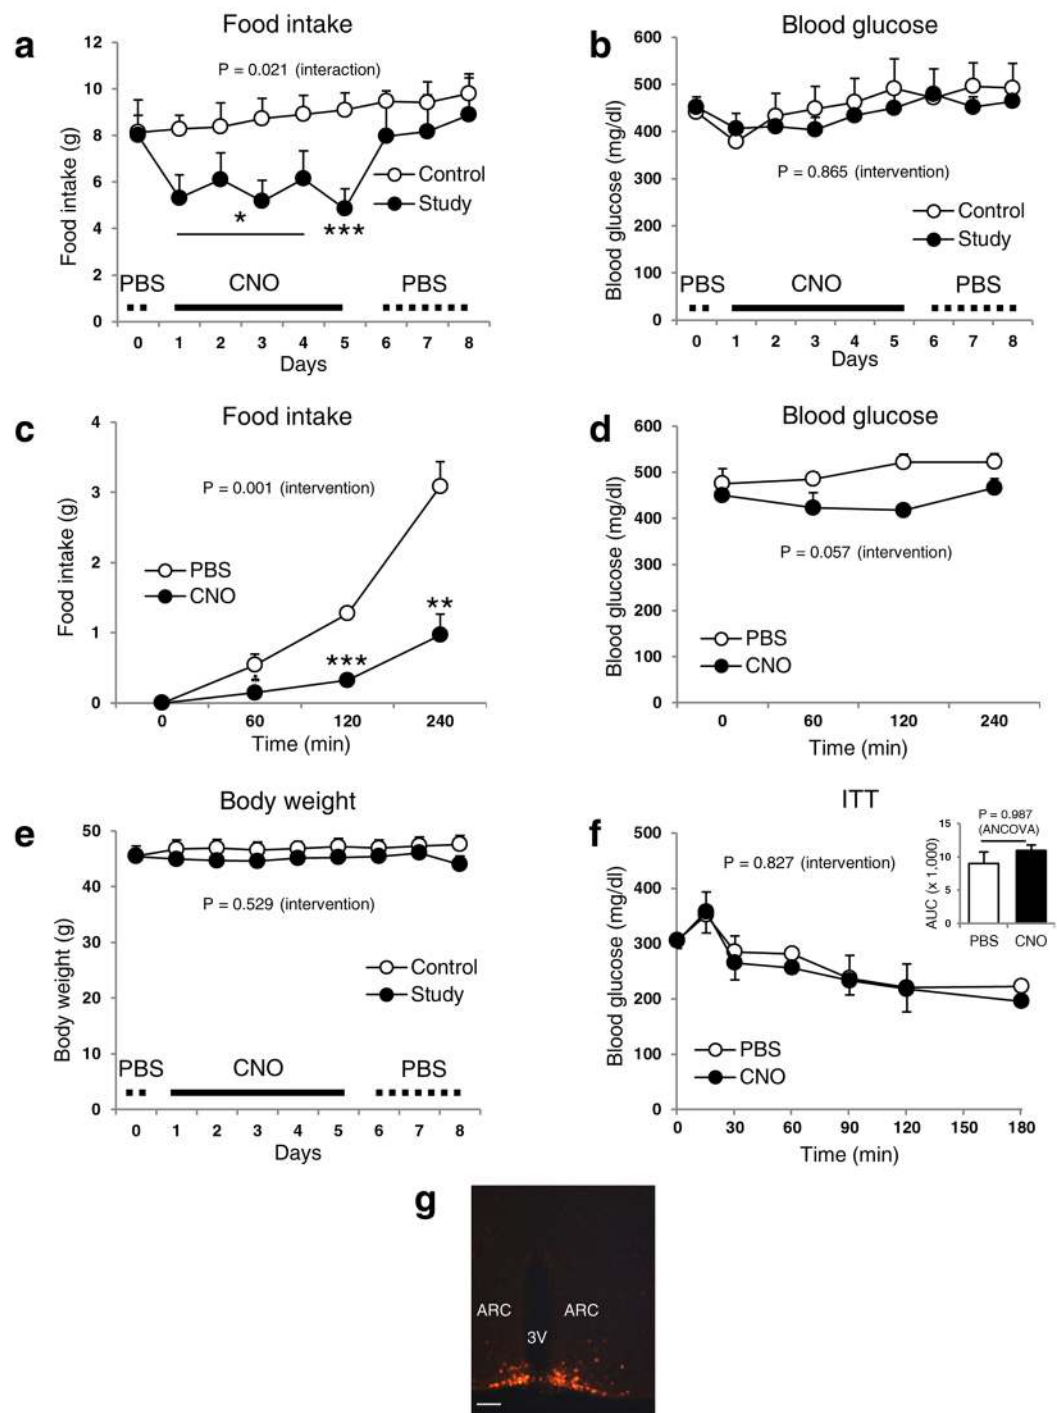 a
Food intake
P = 0.021 (interaction)
Food intake (g)
12
10
8
6
4
2
0
Control
Study
*
***
PBS
CNO
PBS
0 1 2 3 4 5 6 7 8
Days
b
Blood glucose
P = 0.865 (intervention)
Blood glucose (mg/dl)
600
500
400
300
200
100
0
Control
Study
PBS
CNO
PBS
0 1 2 3 4 5 6 7 8
Days
c
Food intake
P = 0.001 (intervention)
Food intake (g)
4
3
2
1
0
PBS
CNO
***
**
0 60 120 240
Time (min)
d
Blood glucose
P = 0.057 (intervention)
Blood glucose (mg/dl)
600
500
400
300
200
100
0
PBS
CNO
0 60 120 240
Time (min)
e
Body weight
P = 0.529 (intervention)
Body weight (g)
50
40
30
20
10
0
Control
Study
PBS
CNO
PBS
0 1 2 3 4 5 6 7 8
Days
f
ITT
P = 0.827 (intervention)
Blood glucose (mg/dl)
500
400
300
200
100
0
PBS
CNO
0 30 60 90 120 150 180
Time (min)
P = 0.987
(ANCOVA)
AUC (x 1,000)
15
10
5
0
PBS CNO
g
ARC
ARC
3V